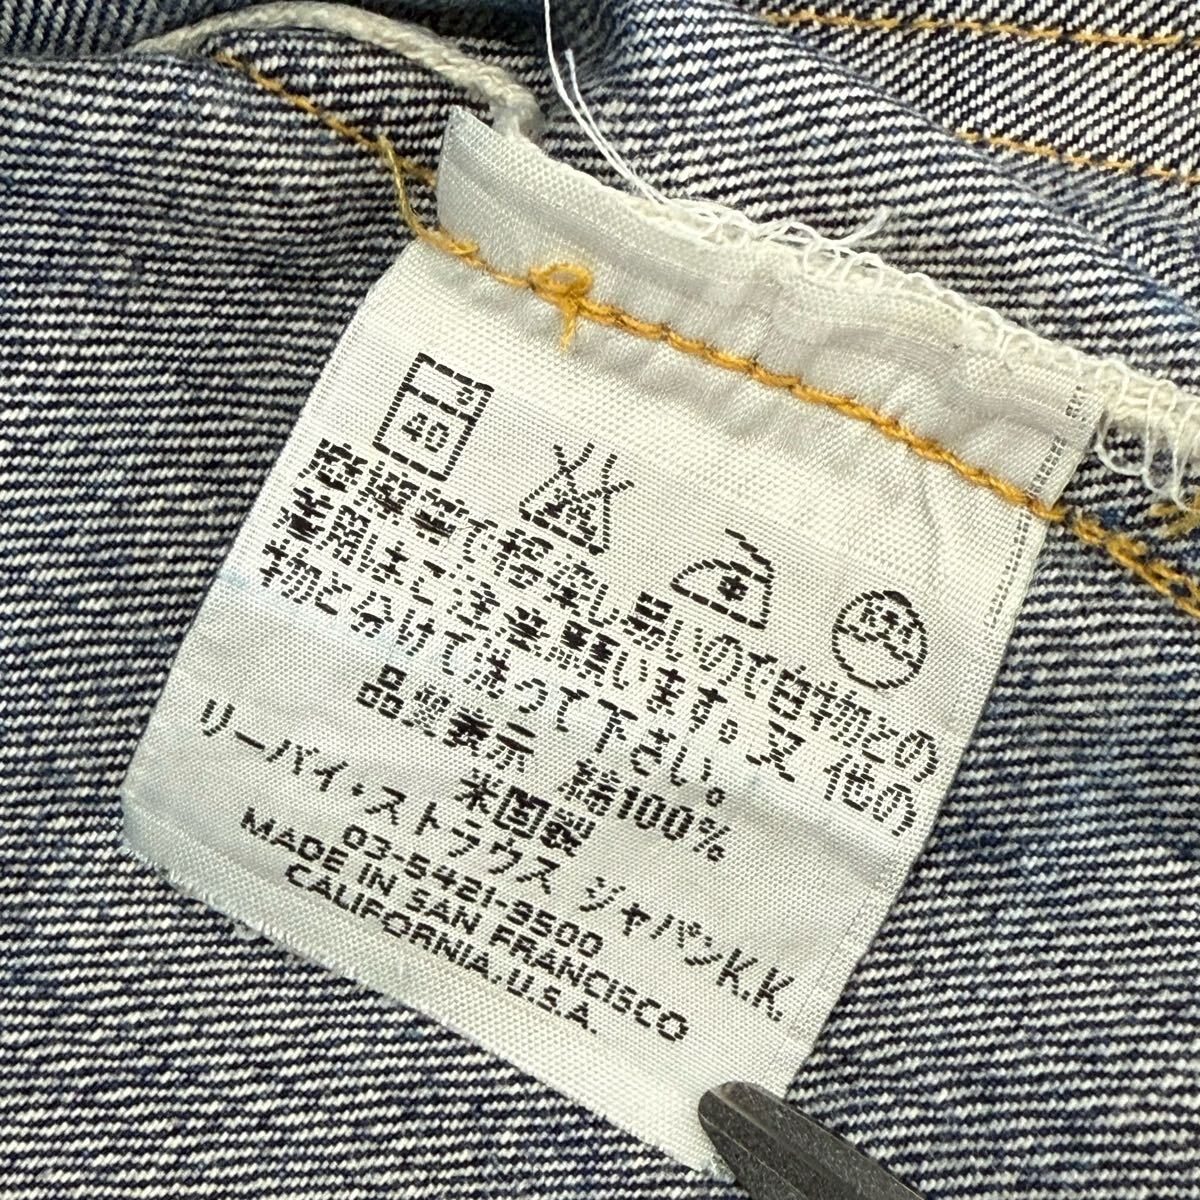 40
摩擦等で移染し易いので白物との
着用はご注意願います。又 他の
物と分けて洗って下さい。
品質表示 綿100%
米国製
リーバイ・ストラウス ジャパンK.K.
03-5421-9500
MADE IN SAN FRANCISCO
CALIFORNIA,U.S.A.